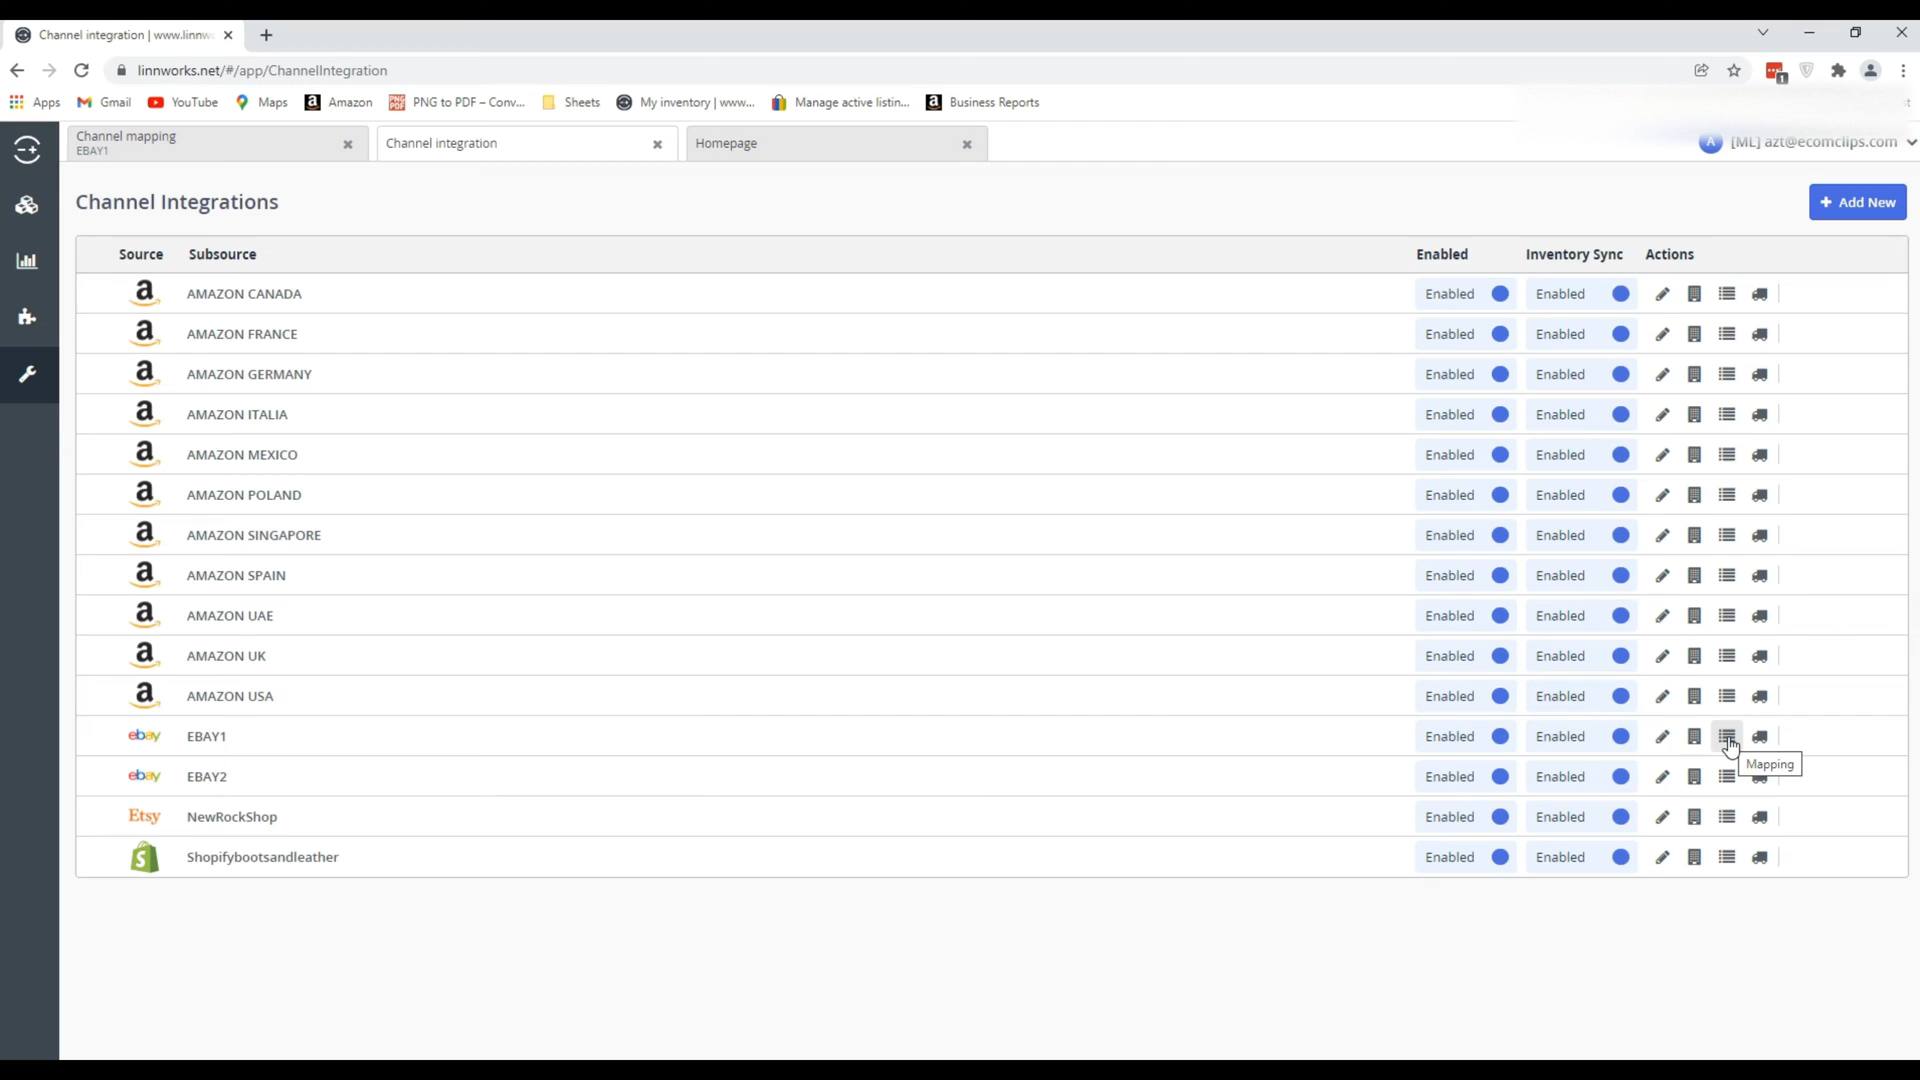 Channel integration | www.linnw
linnworks.net/#/app/ChannelIntegration
1
Apps Gmail YouTube Maps Amazon PNG to PDF – Conv... Sheets My inventory | www... Manage active listin... Business Reports
Channel mapping
EBAY1
Channel integration
Homepage
A [ML] azt@ecomclips.com
Channel Integrations
+ Add New
Source Subsource Enabled Inventory Sync Actions
a AMAZON CANADA Enabled Enabled
a AMAZON FRANCE Enabled Enabled
a AMAZON GERMANY Enabled Enabled
a AMAZON ITALIA Enabled Enabled
a AMAZON MEXICO Enabled Enabled
a AMAZON POLAND Enabled Enabled
a AMAZON SINGAPORE Enabled Enabled
a AMAZON SPAIN Enabled Enabled
a AMAZON UAE Enabled Enabled
a AMAZON UK Enabled Enabled
a AMAZON USA Enabled Enabled
ebay EBAY1 Enabled Enabled
Mapping
ebay EBAY2 Enabled Enabled
Etsy NewRockShop Enabled Enabled
S Shopifybootsandleather Enabled Enabled